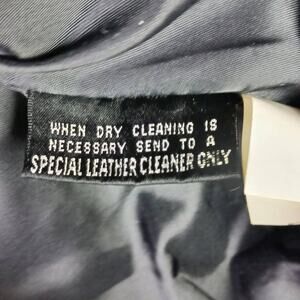 WHEN DRY CLEANING IS
NECESSARY SEND TO A
SPECIAL LEATHER CLEANER ONLY